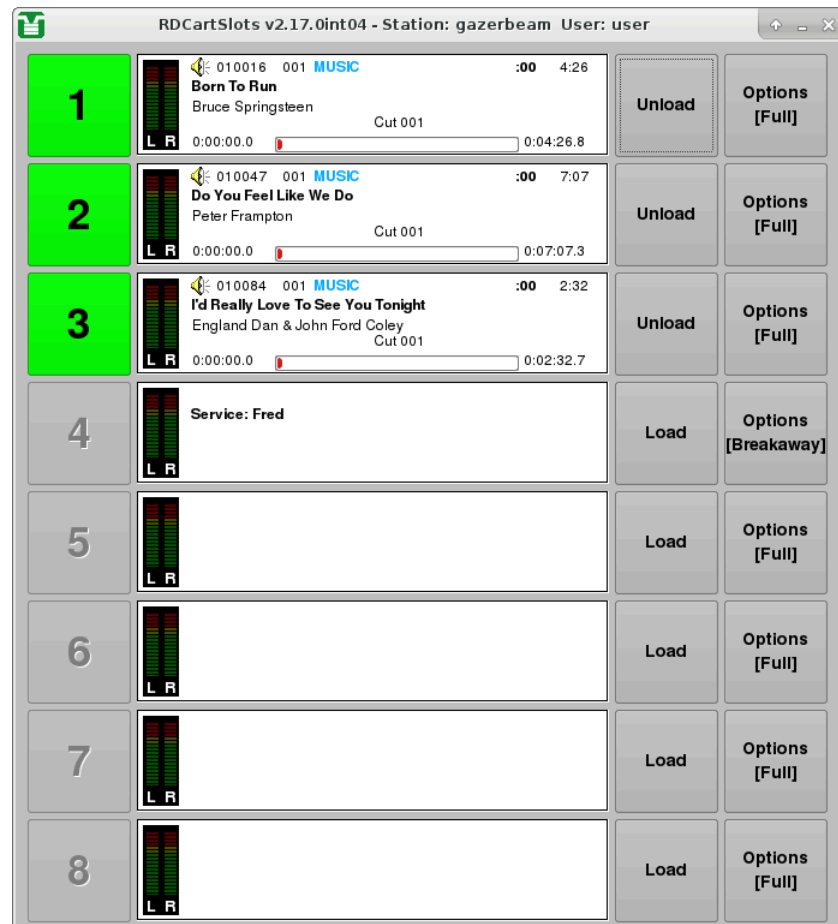 RDCartSlots v2.17.0int04 - Station: gazerbeam User: user
1
010016 001 MUSIC :00 4:26
Born To Run
Bruce Springsteen
Cut 001
L R 0:00:00.0 0:04:26.8
Unload
Options
[Full]
2
010047 001 MUSIC :00 7:07
Do You Feel Like We Do
Peter Frampton
Cut 001
L R 0:00:00.0 0:07:07.3
Unload
Options
[Full]
3
010084 001 MUSIC :00 2:32
I'd Really Love To See You Tonight
England Dan & John Ford Coley
Cut 001
L R 0:00:00.0 0:02:32.7
Unload
Options
[Full]
4
Service: Fred
L R
Load
Options
[Breakaway]
5
L R
Load
Options
[Full]
6
L R
Load
Options
[Full]
7
L R
Load
Options
[Full]
8
L R
Load
Options
[Full]